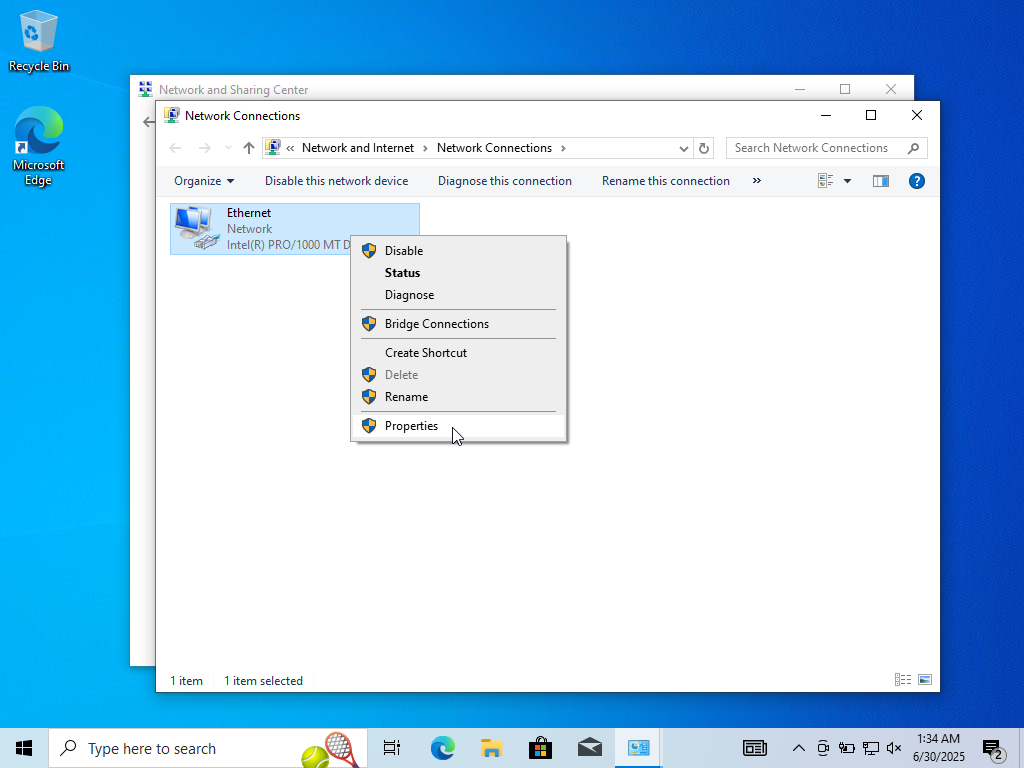 Recycle Bin
Microsoft
Edge
Network and Sharing Center
Network Connections
« Network and Internet › Network Connections ›
Search Network Connections
Organize
Disable this network device
Diagnose this connection
Rename this connection
»
Ethernet
Network
Intel(R) PRO/1000 MT D
Disable
Status
Diagnose
Bridge Connections
Create Shortcut
Delete
Rename
Properties
1 item
1 item selected
Type here to search
1:34 AM
6/30/2025
2